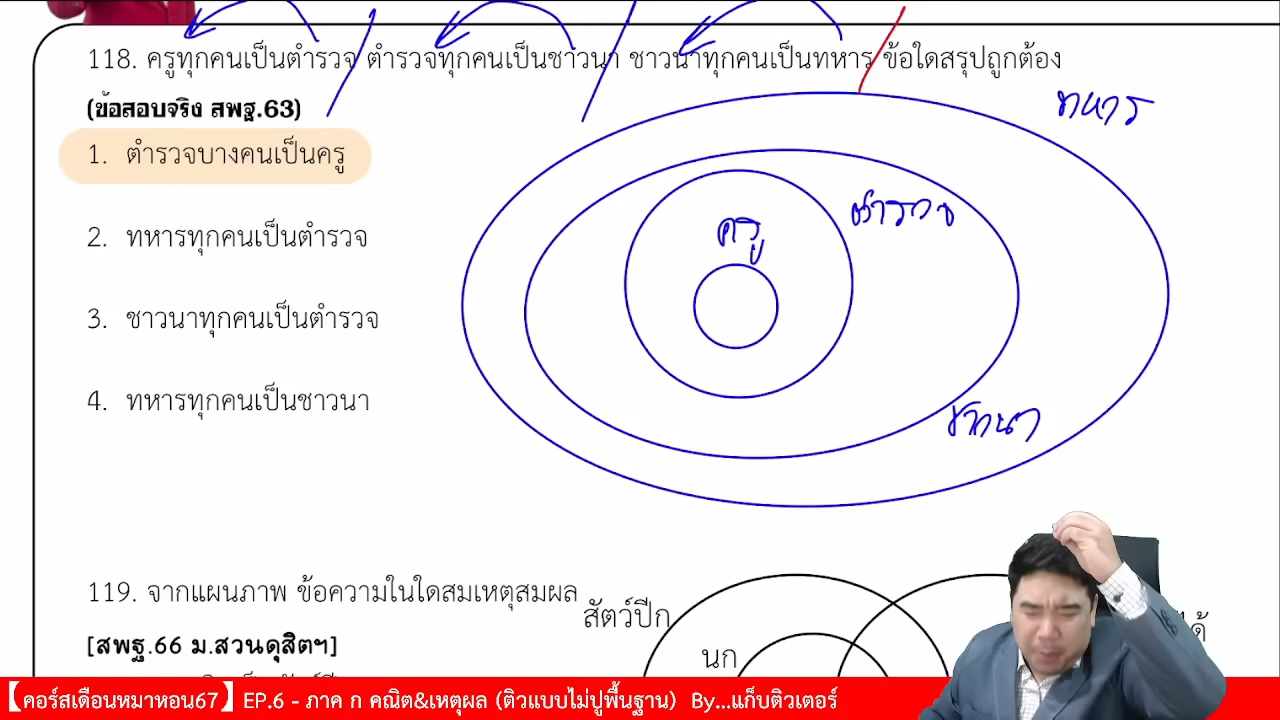 118. ครูทุกคนเป็นตำรวจ ตำรวจทุกคนเป็นชาวนา ชาวนาทุกคนเป็นทหาร ข้อใดสรุปถูกต้อง
(ข้อสอบจริง สพฐ.63)
1. ตำรวจบางคนเป็นครู
2. ทหารทุกคนเป็นตำรวจ
3. ชาวนาทุกคนเป็นตำรวจ
4. ทหารทุกคนเป็นชาวนา
ทหาร
ตำรวจ
ครู
ชาวนา
119. จากแผนภาพ ข้อความในใดสมเหตุสมผล
[สพฐ.66 ม.สวนดุสิตฯ]
สัตว์ปีก
นก
【คอร์สเดือนหมาหอน67】 EP.6 - ภาค ก คณิต&เหตุผล (ติวแบบไม่ปูพื้นฐาน) By...แก็บติวเตอร์